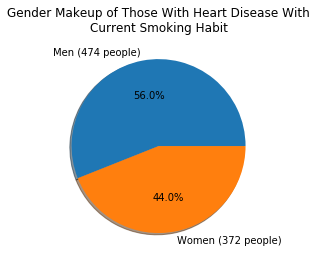 Gender Makeup of Those With Heart Disease With
Current Smoking Habit
Men (474 people)
56.0%
44.0%
Women (372 people)